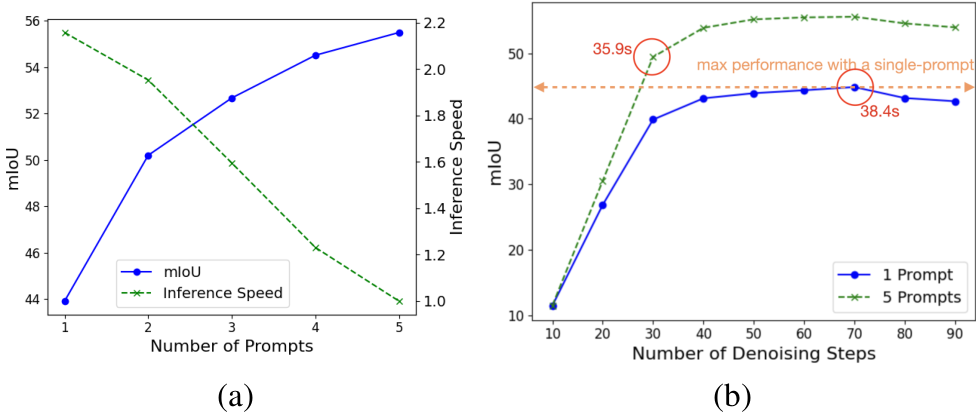 56
54
52
50
48
46
44
mIoU
2.2
2.0
1.8
1.6
1.4
1.2
1.0
Inference Speed
mIoU
Inference Speed
1
2
3
4
5
Number of Prompts
(a)
50
40
30
20
10
mIoU
35.9s
max performance with a single-prompt
38.4s
1 Prompt
5 Prompts
10
20
30
40
50
60
70
80
90
Number of Denoising Steps
(b)